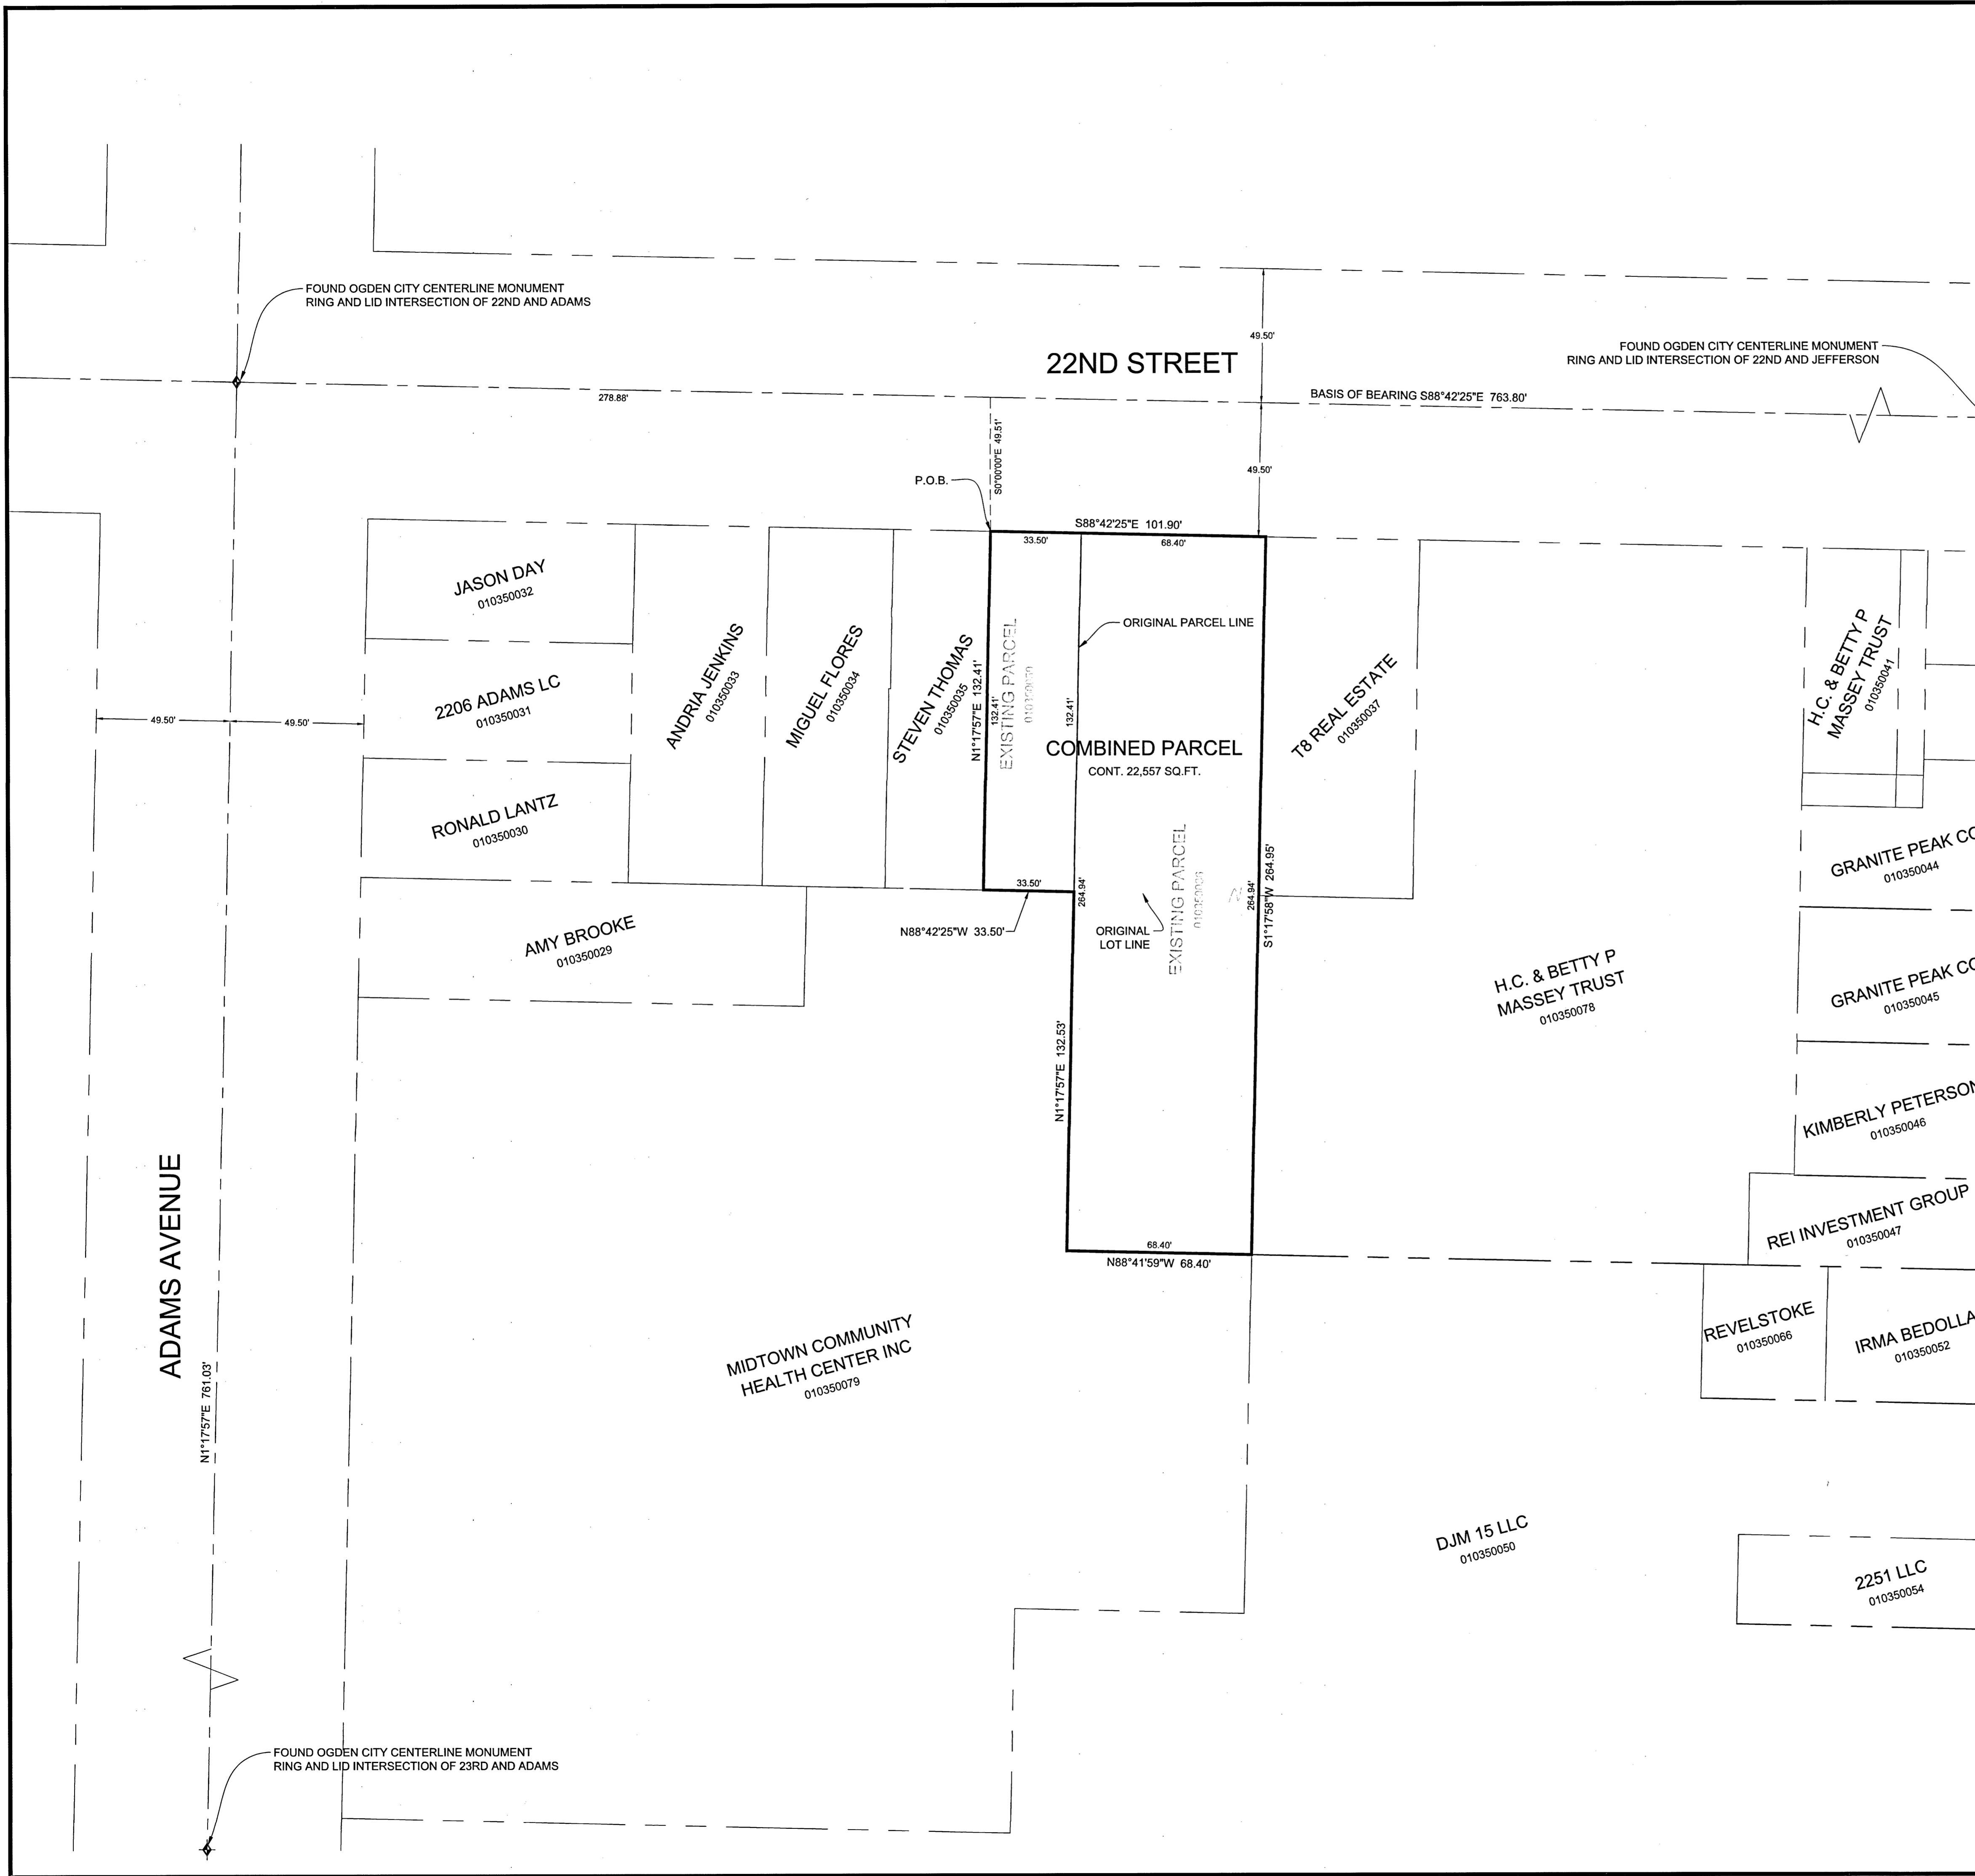 FOUND OGDEN CITY CENTERLINE MONUMENT
RING AND LID INTERSECTION OF 22ND AND ADAMS
22ND STREET
49.50'
FOUND OGDEN CITY CENTERLINE MONUMENT
RING AND LID INTERSECTION OF 22ND AND JEFFERSON
278.88'
BASIS OF BEARING S88°42'25"E 763.80'
S0°00'00"E 49.51'
49.50'
P.O.B.
S88°42'25"E 101.90'
33.50'
68.40'
JASON DAY
010350032
2206 ADAMS LC
010350031
RONALD LANTZ
010350030
49.50'
49.50'
ANDRIA JENKINS
010350033
MIGUEL FLORES
010350034
STEVEN THOMAS
010350035
N1°17'57"E 132.41'
132.41'
EXISTING PARCEL
132.41'
ORIGINAL PARCEL LINE
COMBINED PARCEL
CONT. 22,557 SQ.FT.
T8 REAL ESTATE
010350037
H.C. & BETTY P
MASSEY TRUST
010350041
GRANITE PEAK CO
010350044
33.50'
264.94'
N88°42'25"W 33.50'
ORIGINAL
LOT LINE
EXISTING PARCEL
264.94'
S1°17'58"W 264.95'
AMY BROOKE
010350029
H.C. & BETTY P
MASSEY TRUST
010350078
GRANITE PEAK CO
010350045
N1°17'57"E 132.53'
KIMBERLY PETERSON
010350046
REI INVESTMENT GROUP
010350047
68.40'
N88°41'59"W 68.40'
ADAMS AVENUE
N1°17'57"E 761.03'
MIDTOWN COMMUNITY
HEALTH CENTER INC
010350079
REVELSTOKE
010350066
IRMA BEDOLLA
010350052
DJM 15 LLC
010350050
2251 LLC
010350054
FOUND OGDEN CITY CENTERLINE MONUMENT
RING AND LID INTERSECTION OF 23RD AND ADAMS